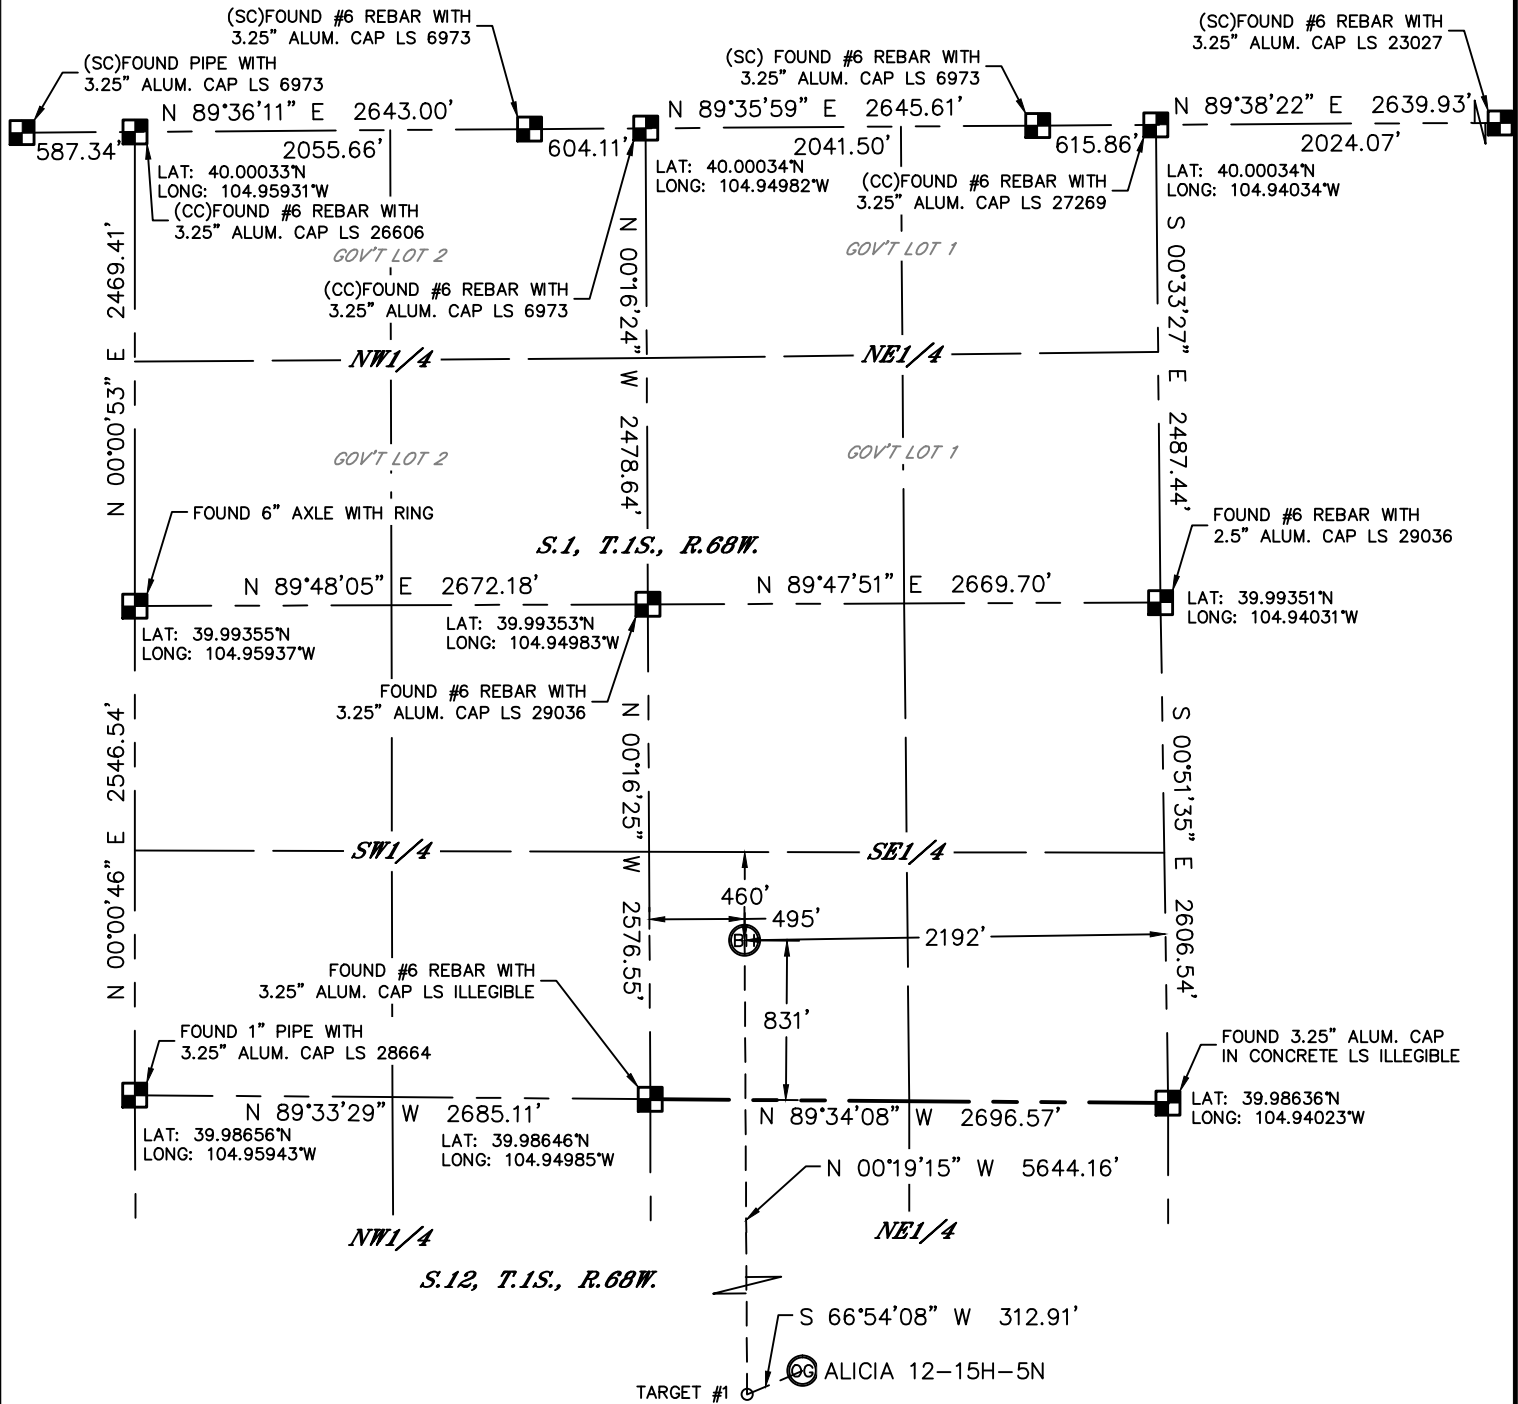 (SC)FOUND #6 REBAR WITH
3.25" ALUM. CAP LS 6973
(SC)FOUND #6 REBAR WITH
3.25" ALUM. CAP LS 23027
(SC)FOUND PIPE WITH
3.25" ALUM. CAP LS 6973
(SC) FOUND #6 REBAR WITH
3.25" ALUM. CAP LS 6973
N 89°36'11" E 2643.00'
N 89°35'59" E 2645.61'
N 89°38'22" E 2639.93'
587.34'
2055.66'
604.11'
2041.50'
615.86'
2024.07'
LAT: 40.00033°N
LONG: 104.95931°W
LAT: 40.00034°N
LONG: 104.94982°W
LAT: 40.00034°N
LONG: 104.94034°W
(CC)FOUND #6 REBAR WITH
3.25" ALUM. CAP LS 26606
(CC)FOUND #6 REBAR WITH
3.25" ALUM. CAP LS 27269
(CC)FOUND #6 REBAR WITH
3.25" ALUM. CAP LS 6973
GOV'T LOT 2
GOV'T LOT 1
N 00°00'53" E 2469.41'
N 00°16'24" W 2478.64'
S 00°33'27" E 2487.44'
NW1/4
NE1/4
GOV'T LOT 2
GOV'T LOT 1
FOUND 6" AXLE WITH RING
FOUND #6 REBAR WITH
2.5" ALUM. CAP LS 29036
S.1, T.1S., R.68W.
N 89°48'05" E 2672.18'
N 89°47'51" E 2669.70'
LAT: 39.99355°N
LONG: 104.95937°W
LAT: 39.99353°N
LONG: 104.94983°W
LAT: 39.99351°N
LONG: 104.94031°W
FOUND #6 REBAR WITH
3.25" ALUM. CAP LS 29036
N 00°00'46" E 2546.54'
N 00°16'25" W 2576.55'
S 00°51'35" E 2606.54'
SW1/4
SE1/4
460'
495'
BH
2192'
831'
FOUND #6 REBAR WITH
3.25" ALUM. CAP LS ILLEGIBLE
FOUND 1" PIPE WITH
3.25" ALUM. CAP LS 28664
FOUND 3.25" ALUM. CAP
IN CONCRETE LS ILLEGIBLE
N 89°33'29" W 2685.11'
N 89°34'08" W 2696.57'
LAT: 39.98656°N
LONG: 104.95943°W
LAT: 39.98646°N
LONG: 104.94985°W
LAT: 39.98636°N
LONG: 104.94023°W
N 00°19'15" W 5644.16'
NW1/4
NE1/4
S.12, T.1S., R.68W.
S 66°54'08" W 312.91'
OG ALICIA 12-15H-5N
TARGET #1